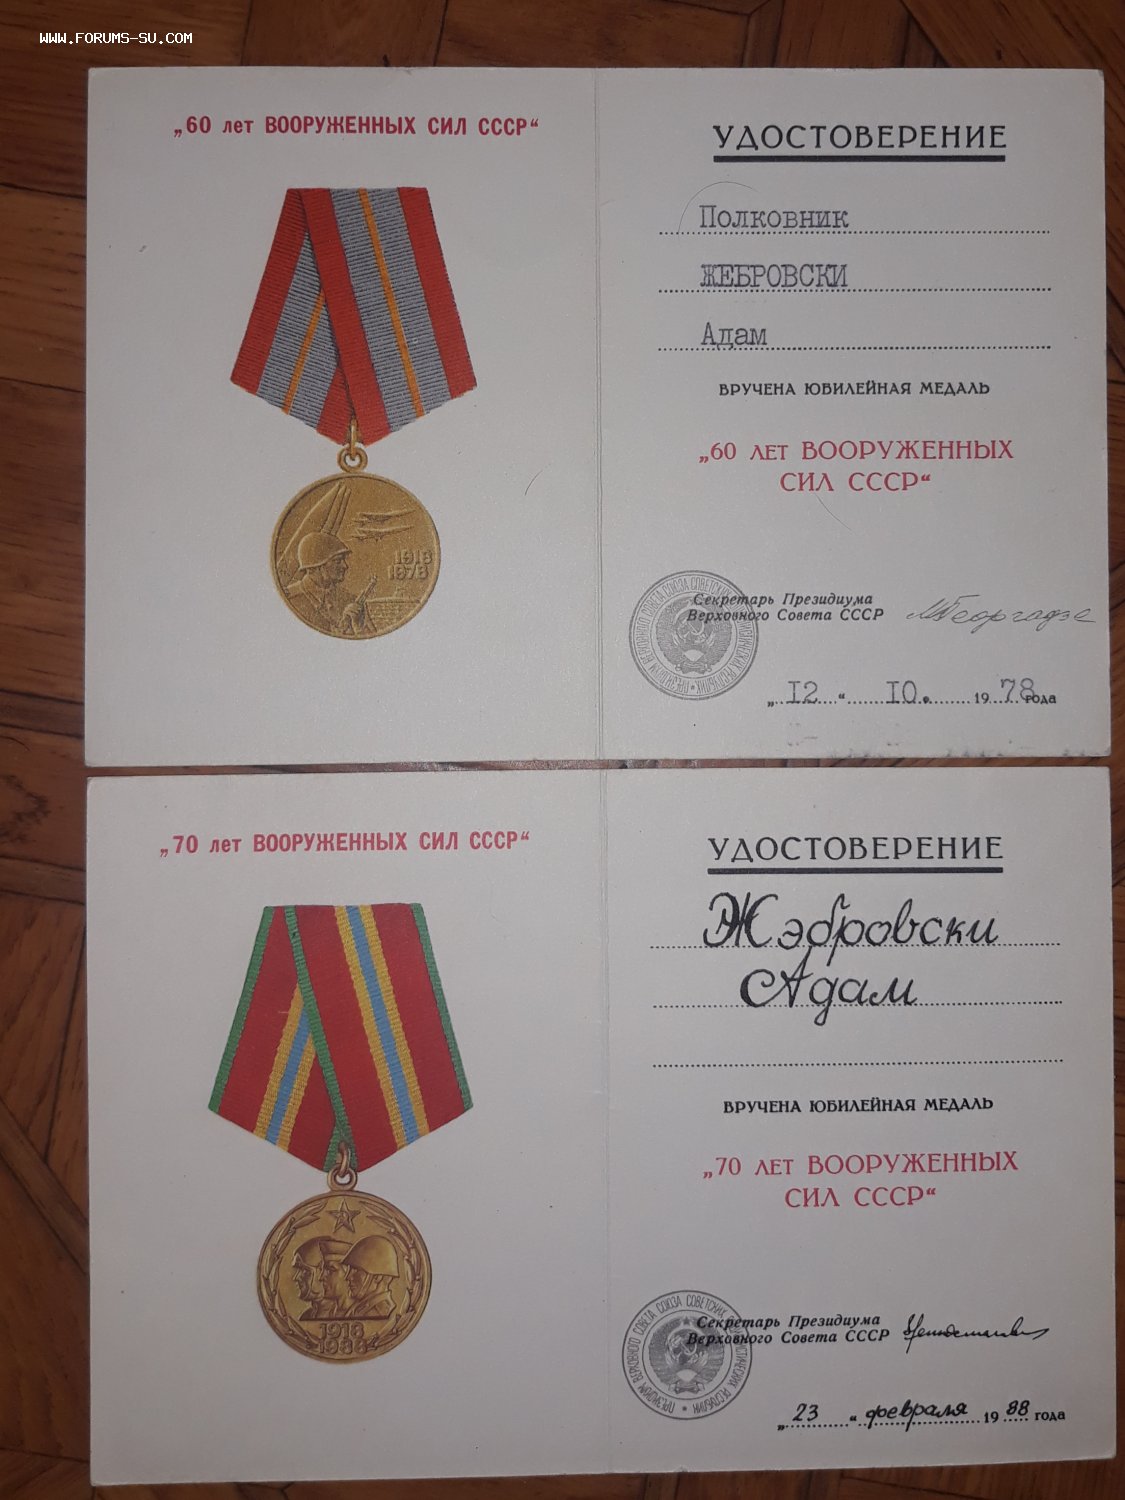 WWW.FORUMS-SU.COM
„60 лет ВООРУЖЕННЫХ СИЛ СССР“
1918
1978
УДОСТОВЕРЕНИЕ
Полковник
ЖЕБРОВСКИ
Адам
ВРУЧЕНА ЮБИЛЕЙНАЯ МЕДАЛЬ
„60 ЛЕТ ВООРУЖЕННЫХ
СИЛ СССР“
Секретарь Президиума
Верховного Совета СССР
МГеоргадзе
„12“ 10. 1978 года
„70 лет ВООРУЖЕННЫХ СИЛ СССР“
1918
1988
УДОСТОВЕРЕНИЕ
Жэбровски
Адам
ВРУЧЕНА ЮБИЛЕЙНАЯ МЕДАЛЬ
„70 ЛЕТ ВООРУЖЕННЫХ
СИЛ СССР“
Секретарь Президиума
Верховного Совета СССР
„23“ февраля 1988 года